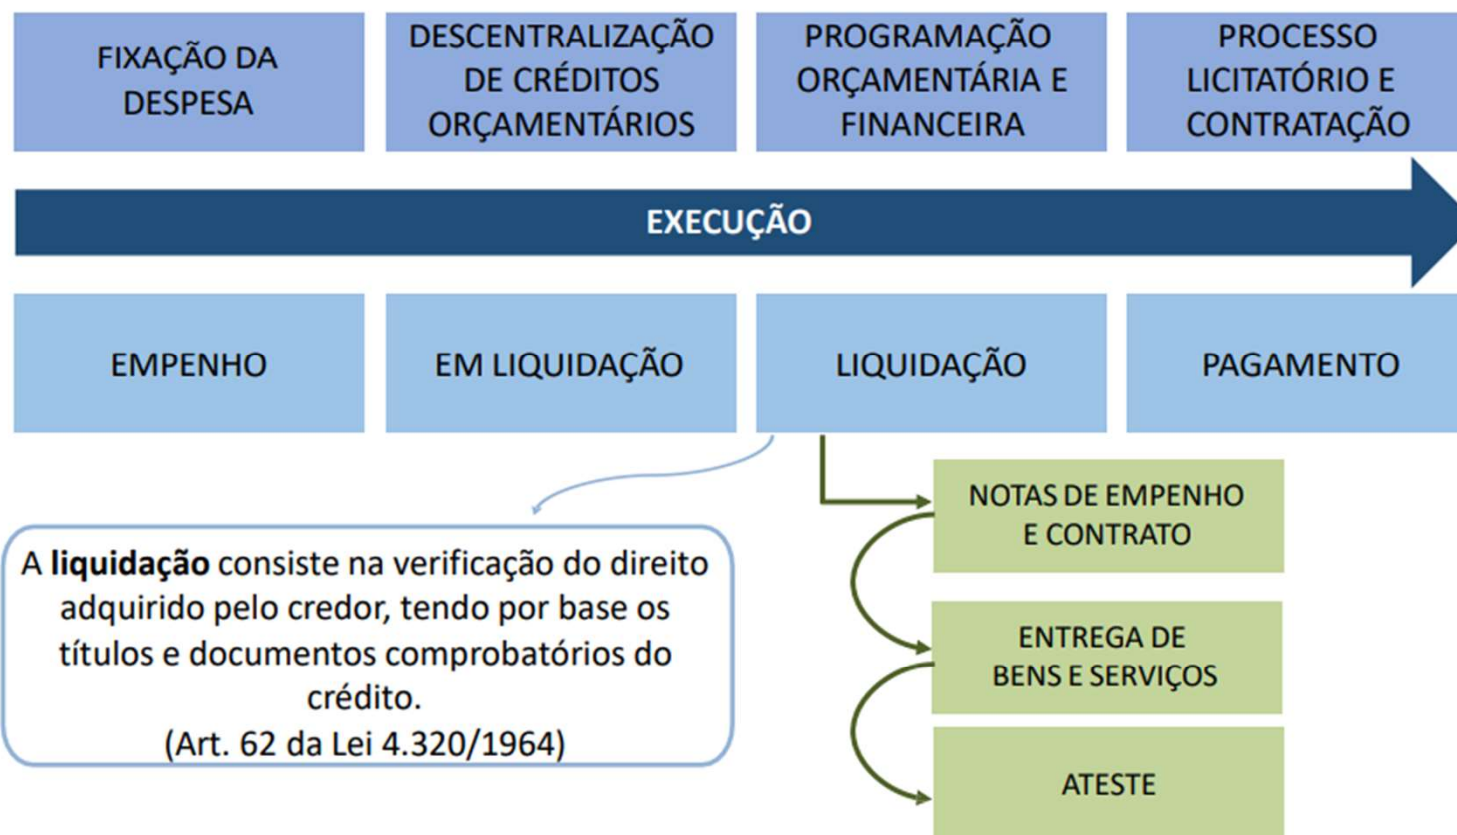 FIXAÇÃO DA
DESPESA
DESCENTRALIZAÇÃO
DE CRÉDITOS
ORÇAMENTÁRIOS
PROGRAMAÇÃO
ORÇAMENTÁRIA E
FINANCEIRA
PROCESSO
LICITATÓRIO E
CONTRATAÇÃO
EXECUÇÃO
EMPENHO
EM LIQUIDAÇÃO
LIQUIDAÇÃO
PAGAMENTO
A liquidação consiste na verificação do direito
adquirido pelo credor, tendo por base os
títulos e documentos comprobatórios do
crédito.
(Art. 62 da Lei 4.320/1964)
NOTAS DE EMPENHO
E CONTRATO
ENTREGA DE
BENS E SERVIÇOS
ATESTE